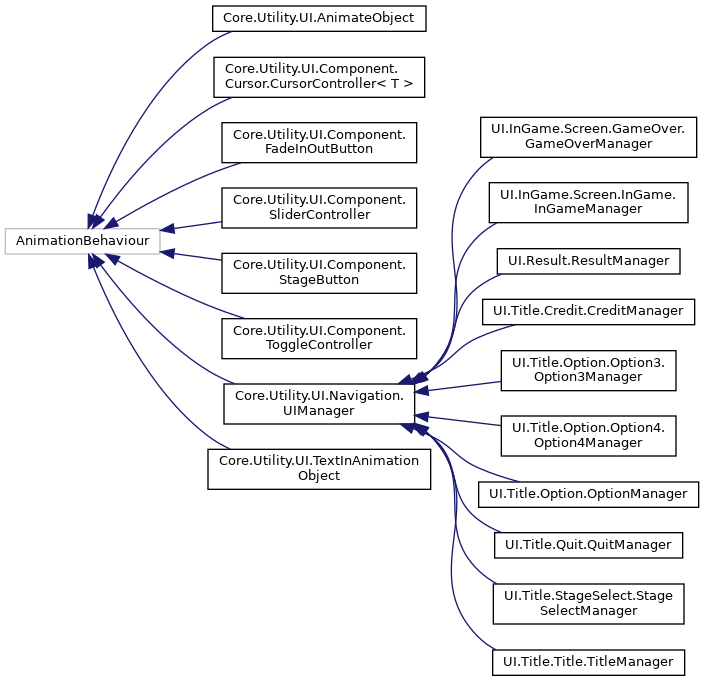 AnimationBehaviour
Core.Utility.UI.AnimateObject
Core.Utility.UI.Component.
Cursor.CursorController< T >
Core.Utility.UI.Component.
FadeInOutButton
Core.Utility.UI.Component.
SliderController
Core.Utility.UI.Component.
StageButton
Core.Utility.UI.Component.
ToggleController
Core.Utility.UI.Navigation.
UIManager
Core.Utility.UI.TextInAnimation
Object
UI.InGame.Screen.GameOver.
GameOverManager
UI.InGame.Screen.InGame.
InGameManager
UI.Result.ResultManager
UI.Title.Credit.CreditManager
UI.Title.Option.Option3.
Option3Manager
UI.Title.Option.Option4.
Option4Manager
UI.Title.Option.OptionManager
UI.Title.Quit.QuitManager
UI.Title.StageSelect.Stage
SelectManager
UI.Title.Title.TitleManager